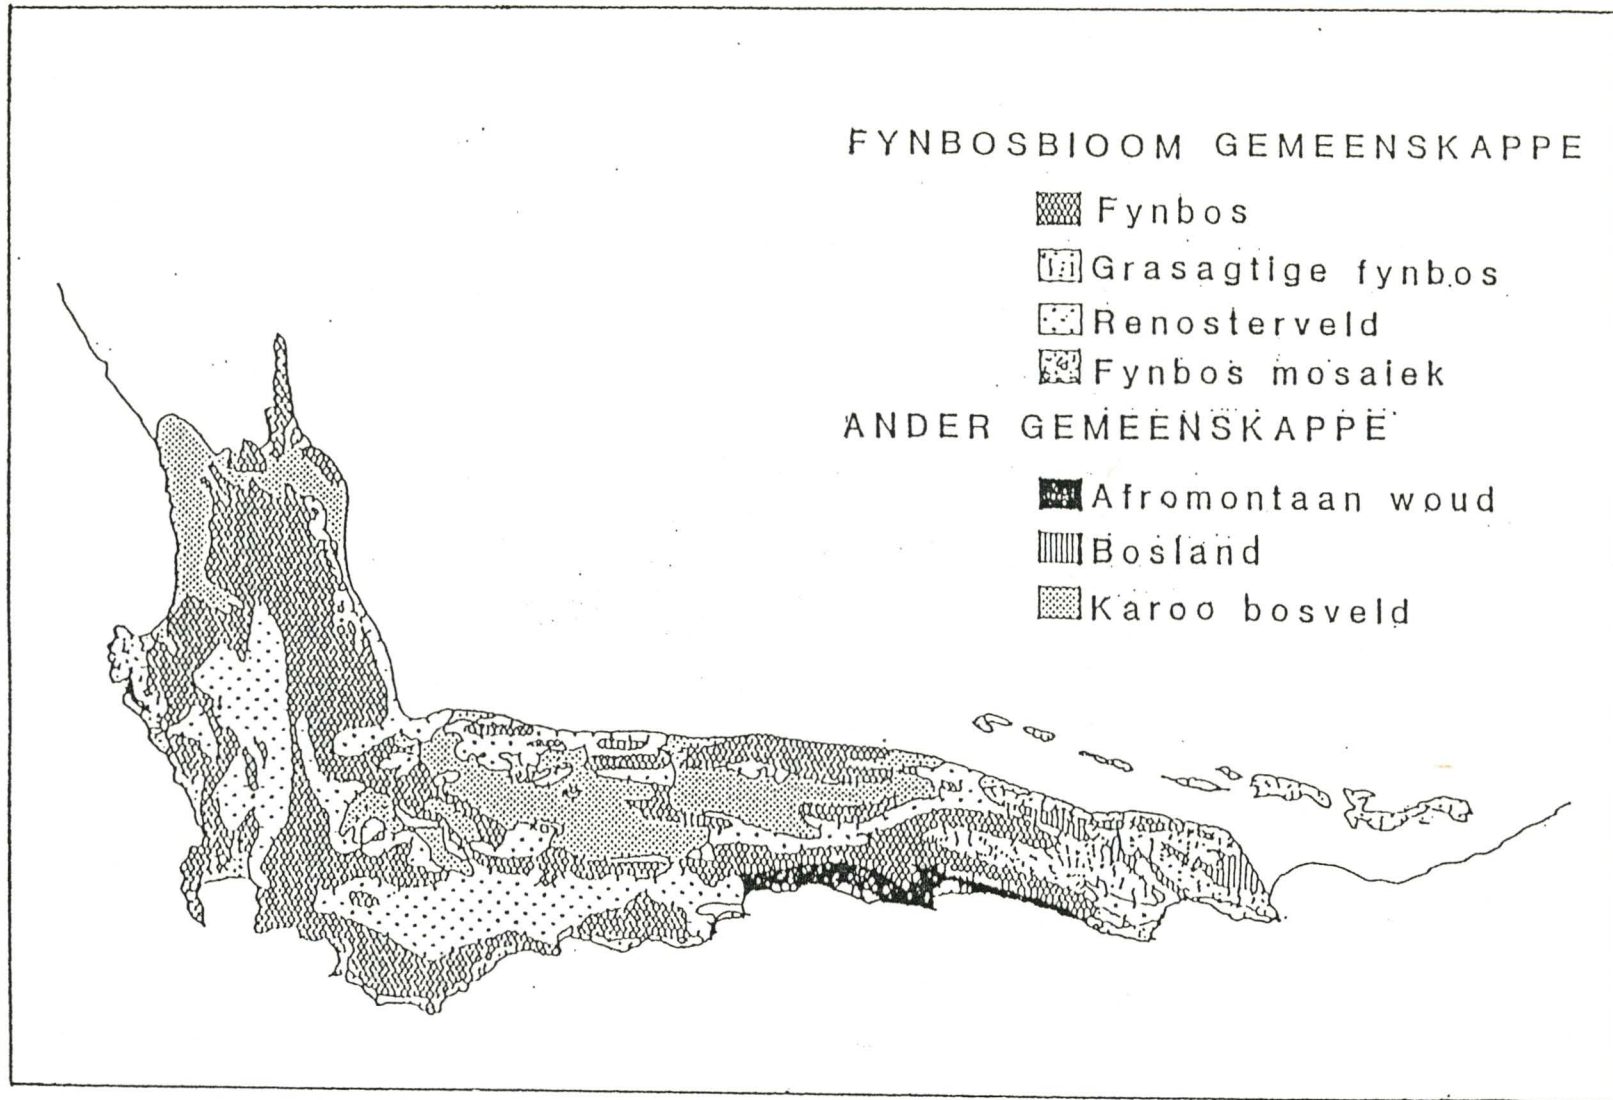 FYNBOSBIOOM GEMEENSKAPPE
Fynbos
Grasagtige fynbos
Renosterveld
Fynbos mosaiek
ANDER GEMEENSKAPPE
Afromontaan woud
Bosland
Karoo bosveld